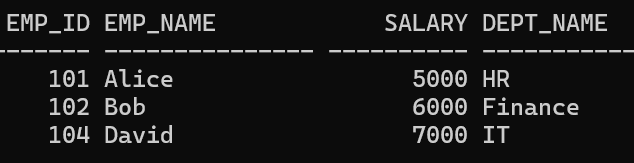 EMP_ID EMP_NAME SALARY DEPT_NAME
------- --------------- ---------- -----------
101 Alice 5000 HR
102 Bob 6000 Finance
104 David 7000 IT